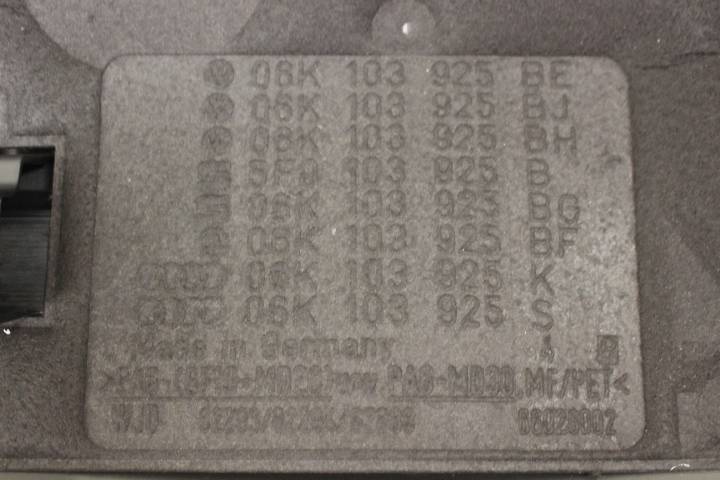 06K 103 925 BE
06K 103 925 BJ
06K 103 925 BH
5F0 103 925 B
06K 103 925 BG
06K 103 925 BF
06K 103 925 K
06K 103 925 S
Made in Germany
MF/PET<